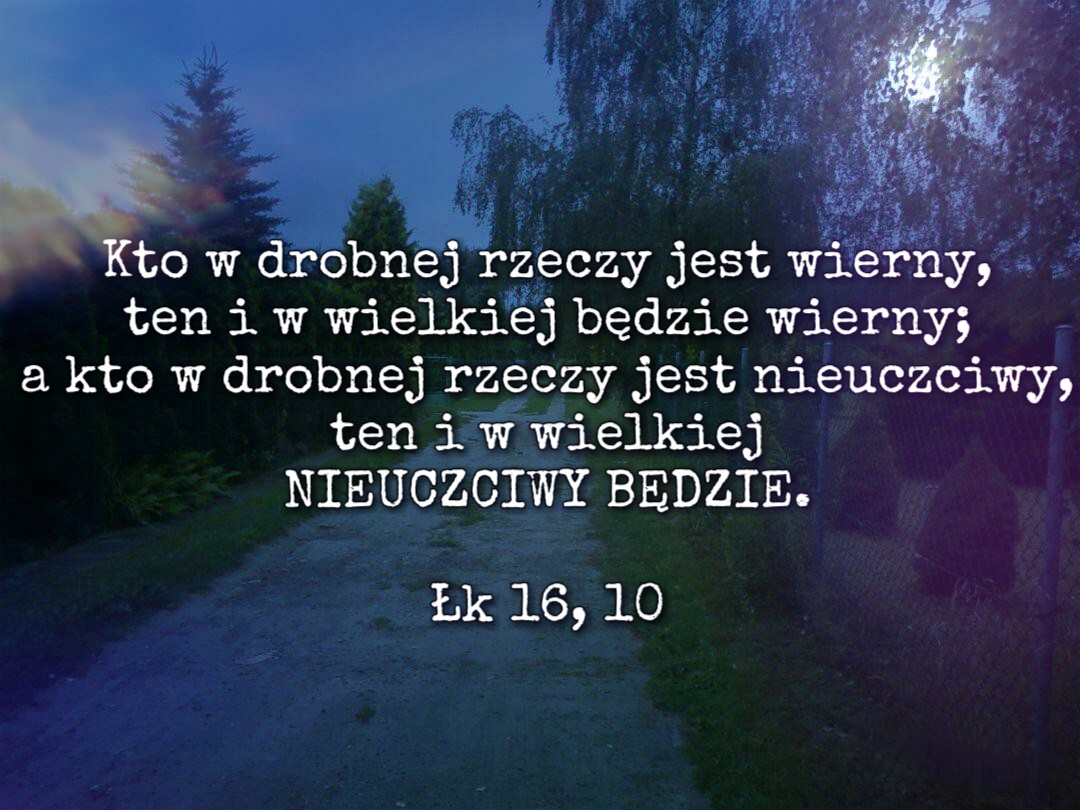 Kto w drobnej rzeczy jest wierny,
ten i w wielkiej będzie wierny;
a kto w drobnej rzeczy jest nieuczciwy,
ten i w wielkiej
NIEUCZCIWY BĘDZIE.
Łk 16, 10